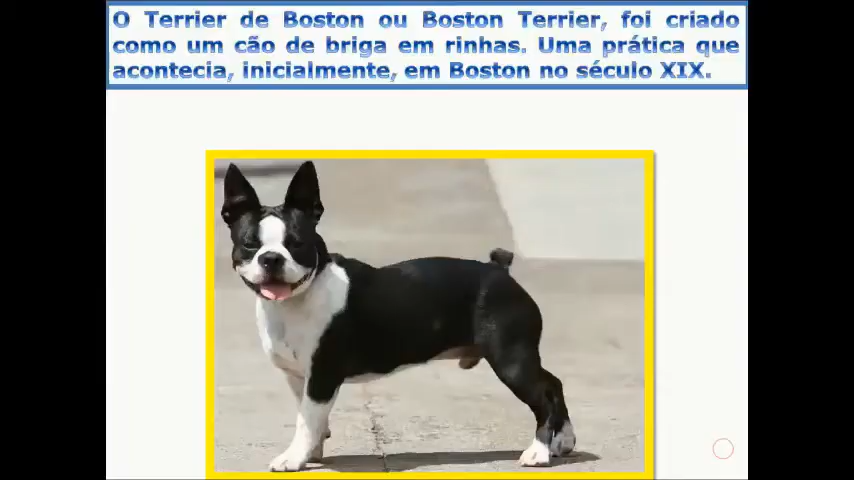 O Terrier de Boston ou Boston Terrier, foi criado
como um cão de briga em rinhas. Uma prática que
acontecia, inicialmente, em Boston no século XIX.